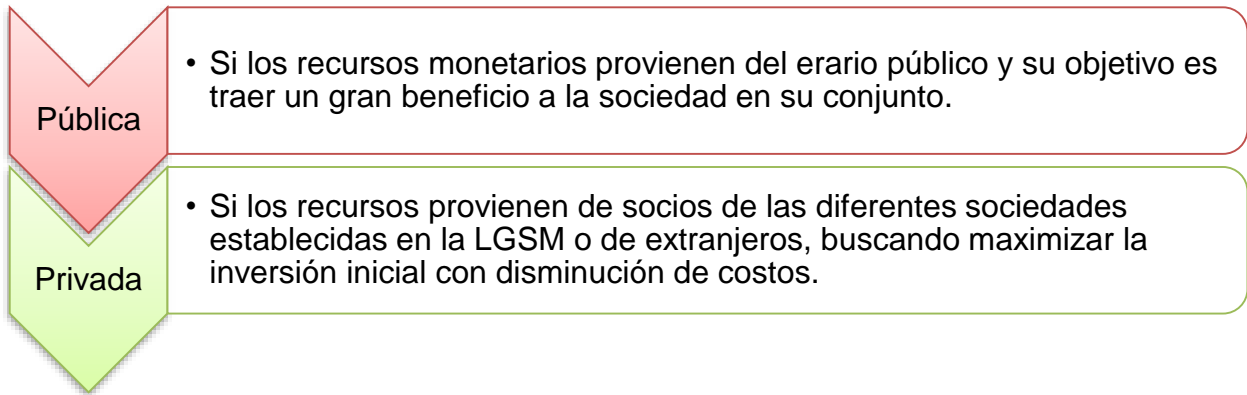 Pública
• Si los recursos monetarios provienen del erario público y su objetivo es
traer un gran beneficio a la sociedad en su conjunto.
Privada
• Si los recursos provienen de socios de las diferentes sociedades
establecidas en la LGSM o de extranjeros, buscando maximizar la
inversión inicial con disminución de costos.